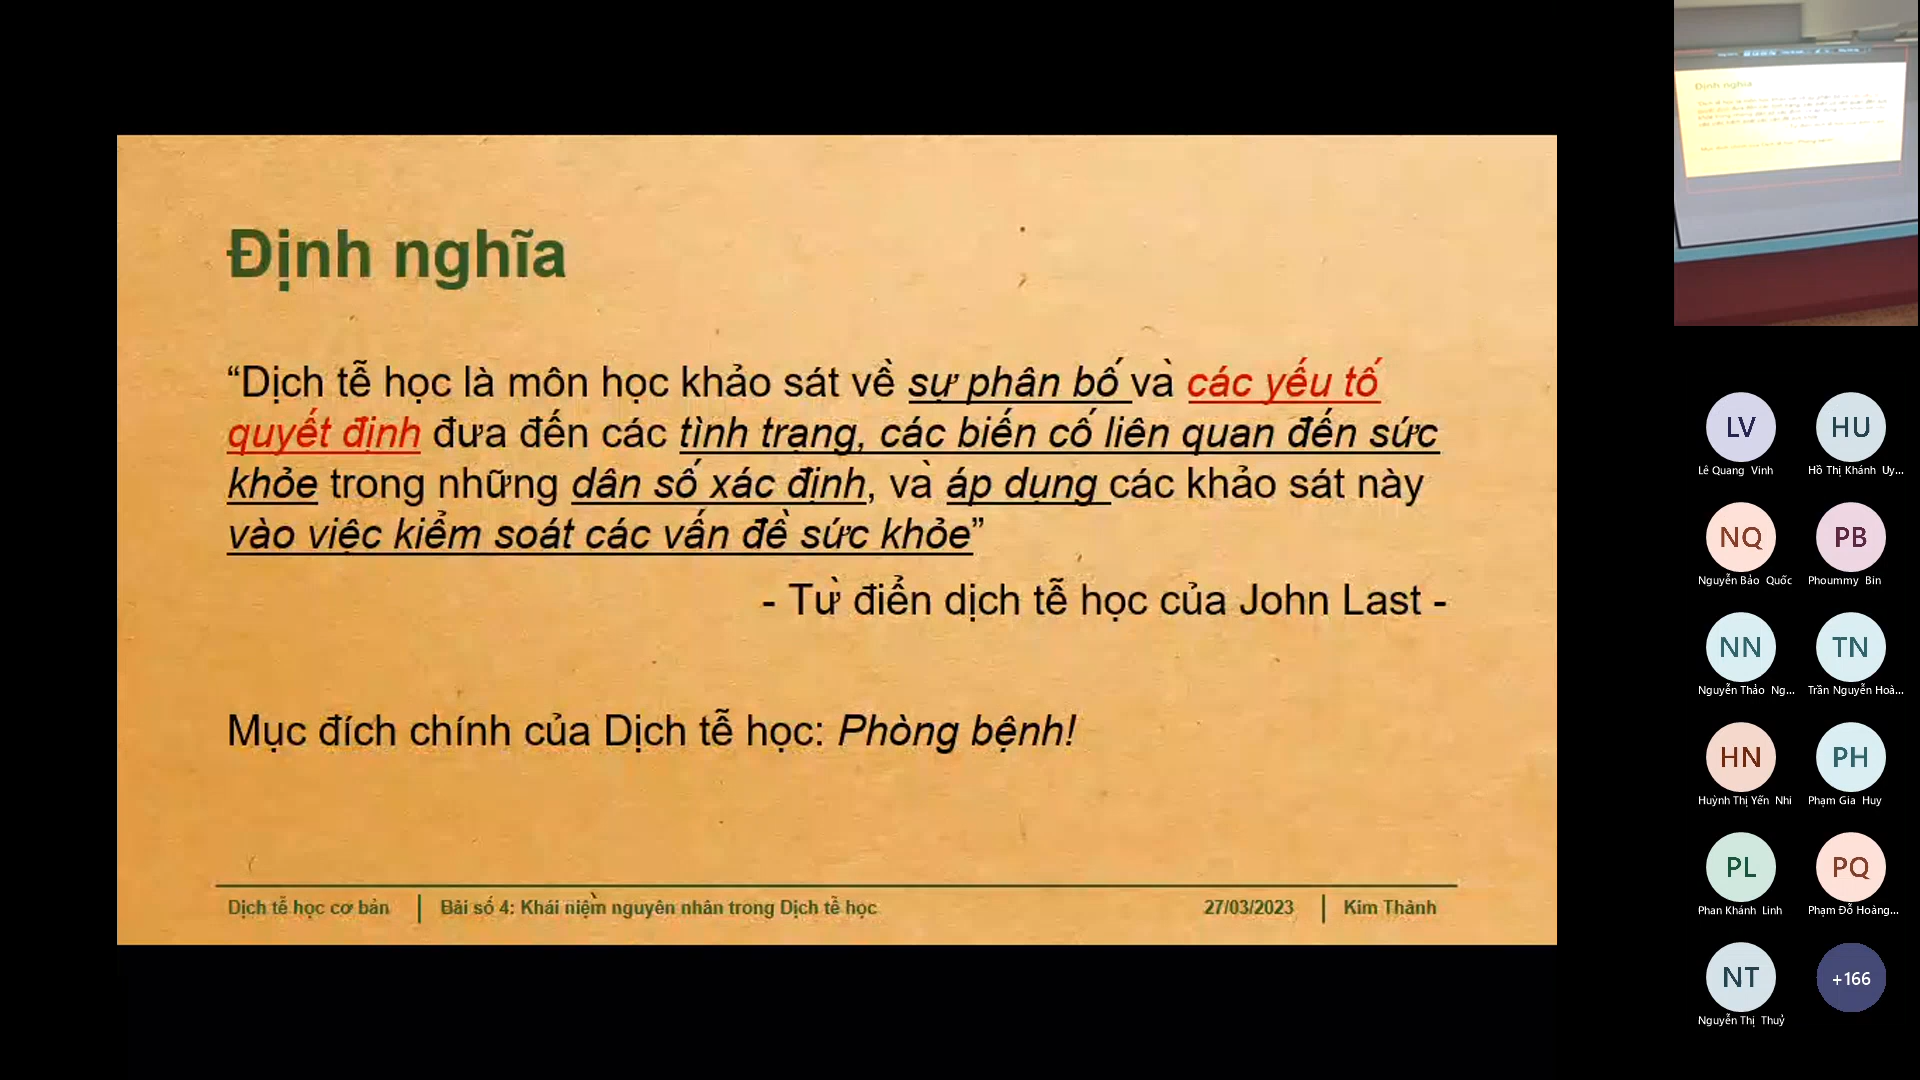 Định nghĩa
“Dịch tễ học là môn học khảo sát về sự phân bố và các yếu tố
quyết định đưa đến các tình trạng, các biến cố liên quan đến sức
khỏe trong những dân số xác định, và áp dụng các khảo sát này
vào việc kiểm soát các vấn đề sức khỏe”
- Từ điển dịch tễ học của John Last -
Mục đích chính của Dịch tễ học: Phòng bệnh!
Dịch tễ học cơ bản
Bài số 4: Khái niệm nguyên nhân trong Dịch tễ học
27/03/2023
Kim Thành
Định nghĩa
LV
HU
Lê Quang Vinh
Hồ Thị Khánh Uy...
NQ
PB
Nguyễn Bảo Quốc
Phoummy Bin
NN
TN
Nguyễn Thảo Ng...
Trần Nguyễn Hoà...
HN
PH
Huỳnh Thị Yến Nhi
Phạm Gia Huy
PL
PQ
Phan Khánh Linh
Phạm Đỗ Hoàng...
NT
+166
Nguyễn Thị Thuỷ